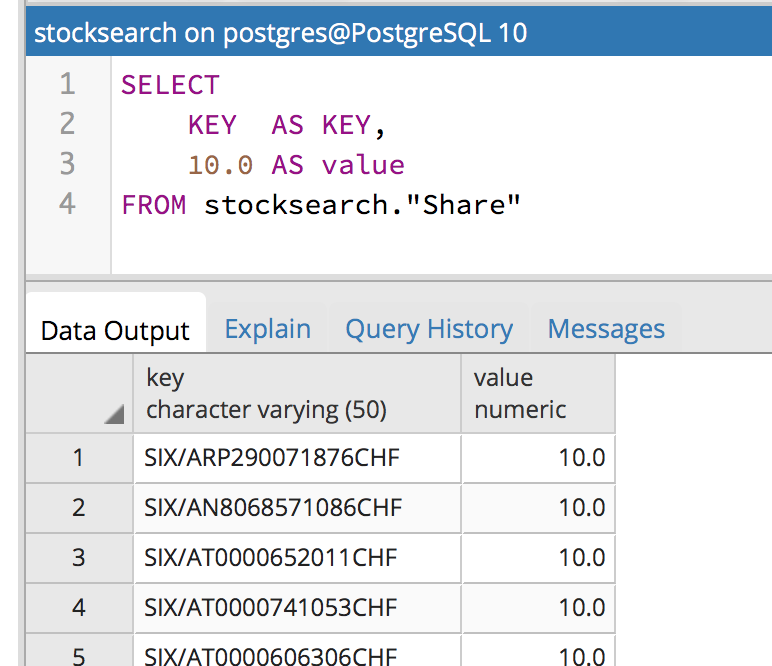 stocksearch on postgres@PostgreSQL 10
1 SELECT
2 KEY AS KEY,
3 10.0 AS value
4 FROM stocksearch."Share"
Data Output Explain Query History Messages
key value
character varying (50) numeric
1 SIX/ARP290071876CHF 10.0
2 SIX/AN8068571086CHF 10.0
3 SIX/AT0000652011CHF 10.0
4 SIX/AT0000741053CHF 10.0
5 SIX/AT0000606306CHF 10.0